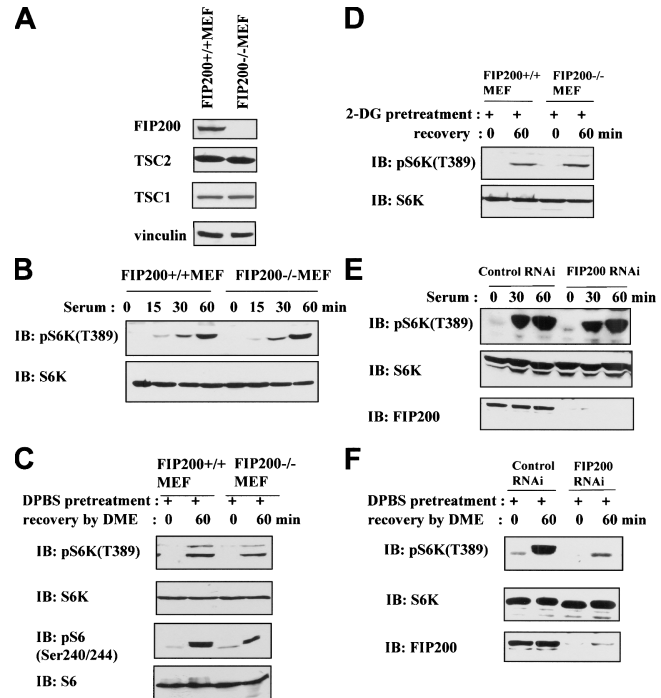 A
FIP200+/+MEF
FIP200-/-MEF
FIP200
TSC2
TSC1
vinculin
B
FIP200+/+MEF FIP200-/-MEF
Serum : 0 15 30 60 0 15 30 60 min
IB: pS6K(T389)
IB: S6K
C
FIP200+/+ FIP200-/-
MEF MEF
DPBS pretreatment : + + + +
recovery by DME : 0 60 0 60 min
IB: pS6K(T389)
IB: S6K
IB: pS6
(Ser240/244)
IB: S6
D
FIP200+/+ FIP200-/-
MEF MEF
2-DG pretreatment : + + + +
recovery : 0 60 0 60 min
IB: pS6K(T389)
IB: S6K
E
Control RNAi FIP200 RNAi
Serum : 0 30 60 0 30 60 min
IB: pS6K(T389)
IB: S6K
IB: FIP200
F
Control FIP200
RNAi RNAi
DPBS pretreatment : + + + +
recovery by DME : 0 60 0 60 min
IB: pS6K(T389)
IB: S6K
IB: FIP200